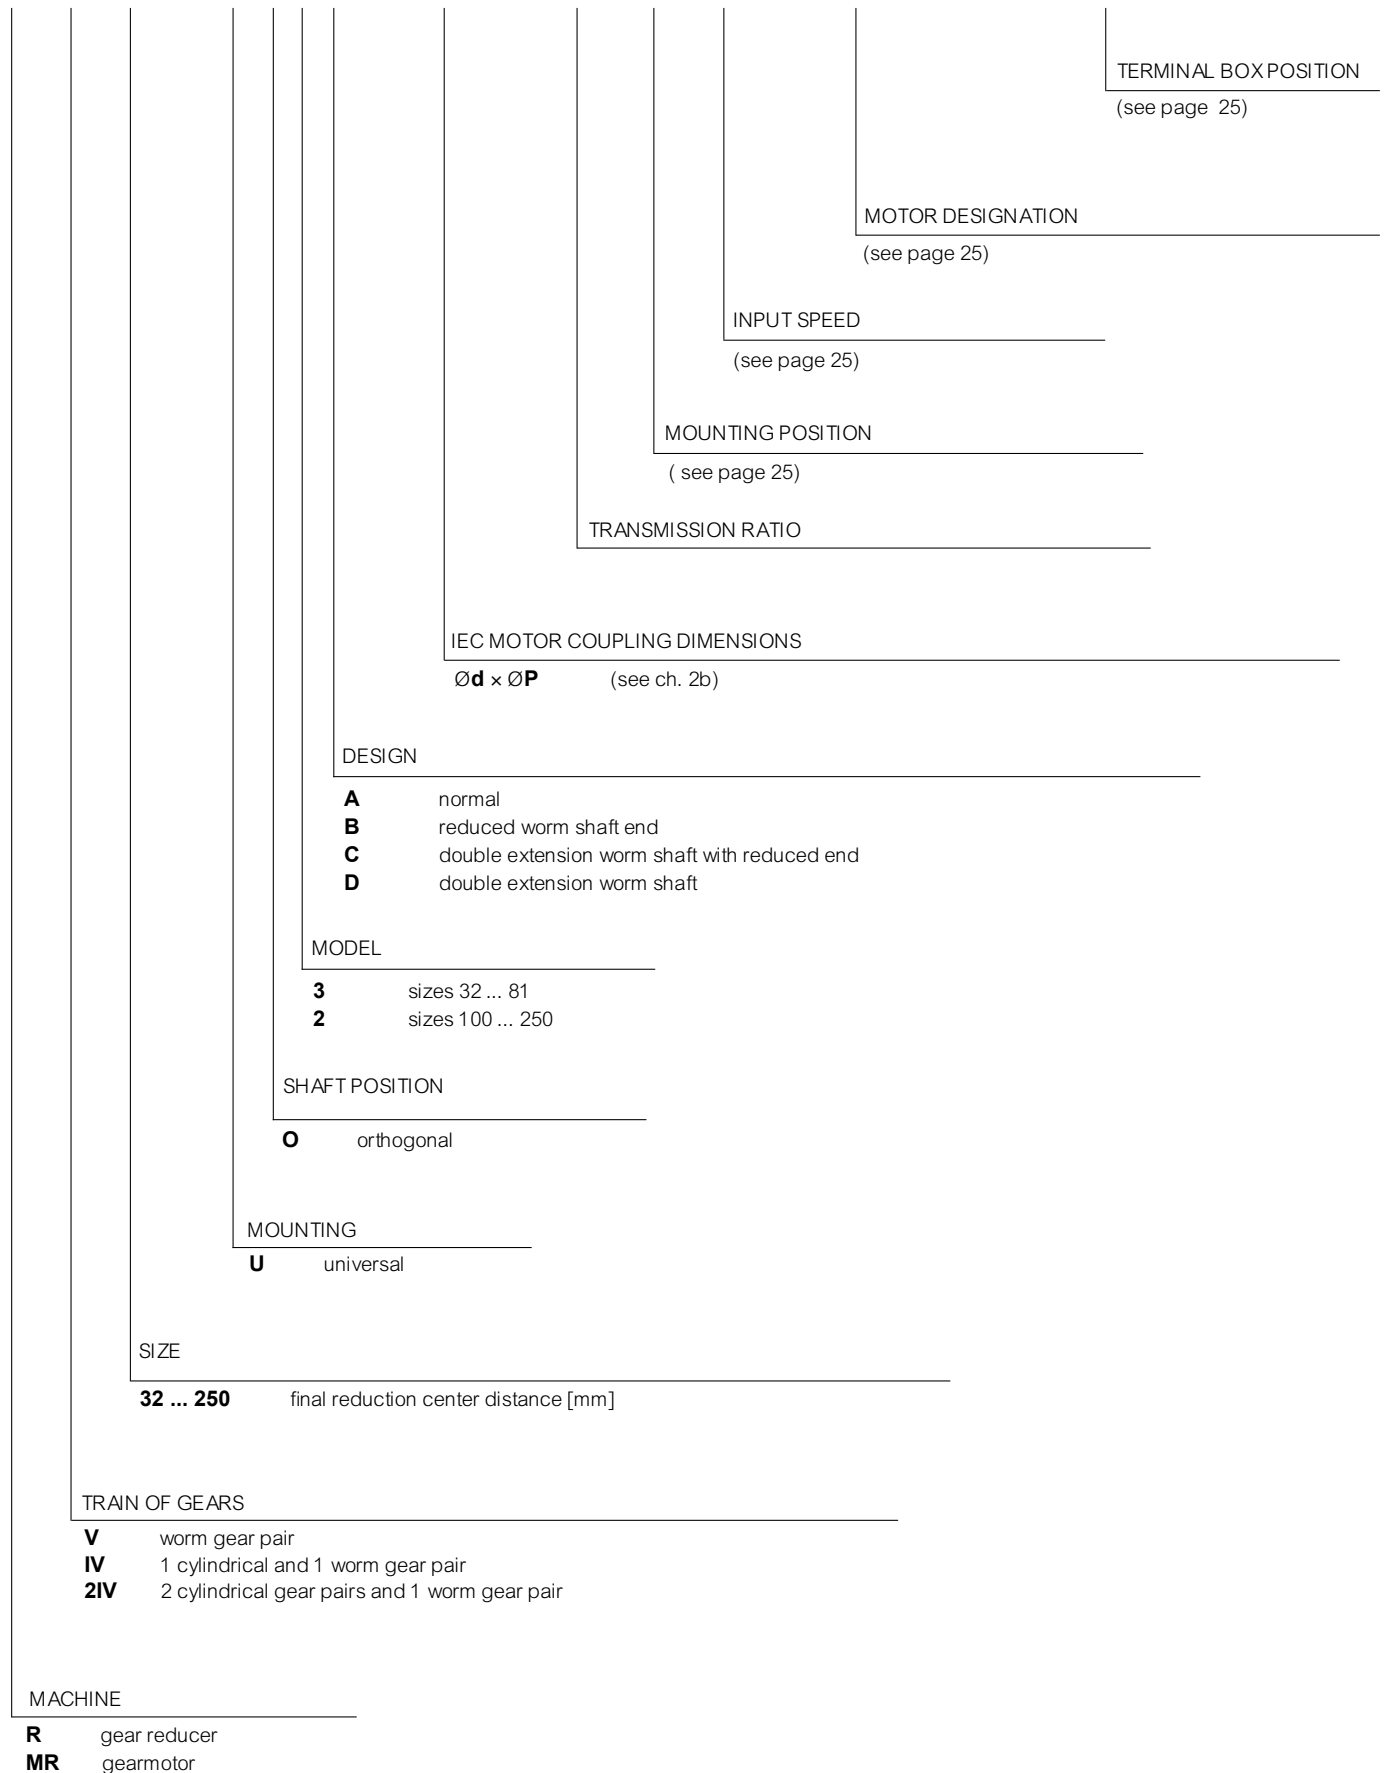 TERMINAL BOX POSITION
(see page 25)
MOTOR DESIGNATION
(see page 25)
INPUT SPEED
(see page 25)
MOUNTING POSITION
( see page 25)
TRANSMISSION RATIO
IEC MOTOR COUPLING DIMENSIONS
Ød × ØP (see ch. 2b)
DESIGN
A normal
B reduced worm shaft end
C double extension worm shaft with reduced end
D double extension worm shaft
MODEL
3 sizes 32 ... 81
2 sizes 100 ... 250
SHAFT POSITION
O orthogonal
MOUNTING
U universal
SIZE
32 ... 250 final reduction center distance [mm]
TRAIN OF GEARS
V worm gear pair
IV 1 cylindrical and 1 worm gear pair
2IV 2 cylindrical gear pairs and 1 worm gear pair
MACHINE
R gear reducer
MR gearmotor